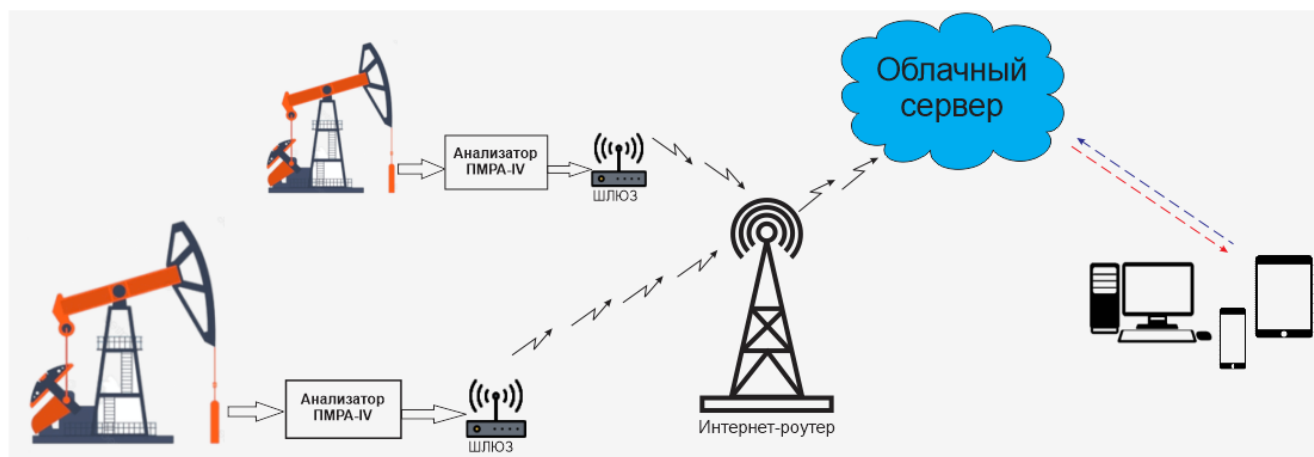 Облачный
сервер
Анализатор
ПМРА-IV
ШЛЮЗ
Анализатор
ПМРА-IV
ШЛЮЗ
Интернет-роутер